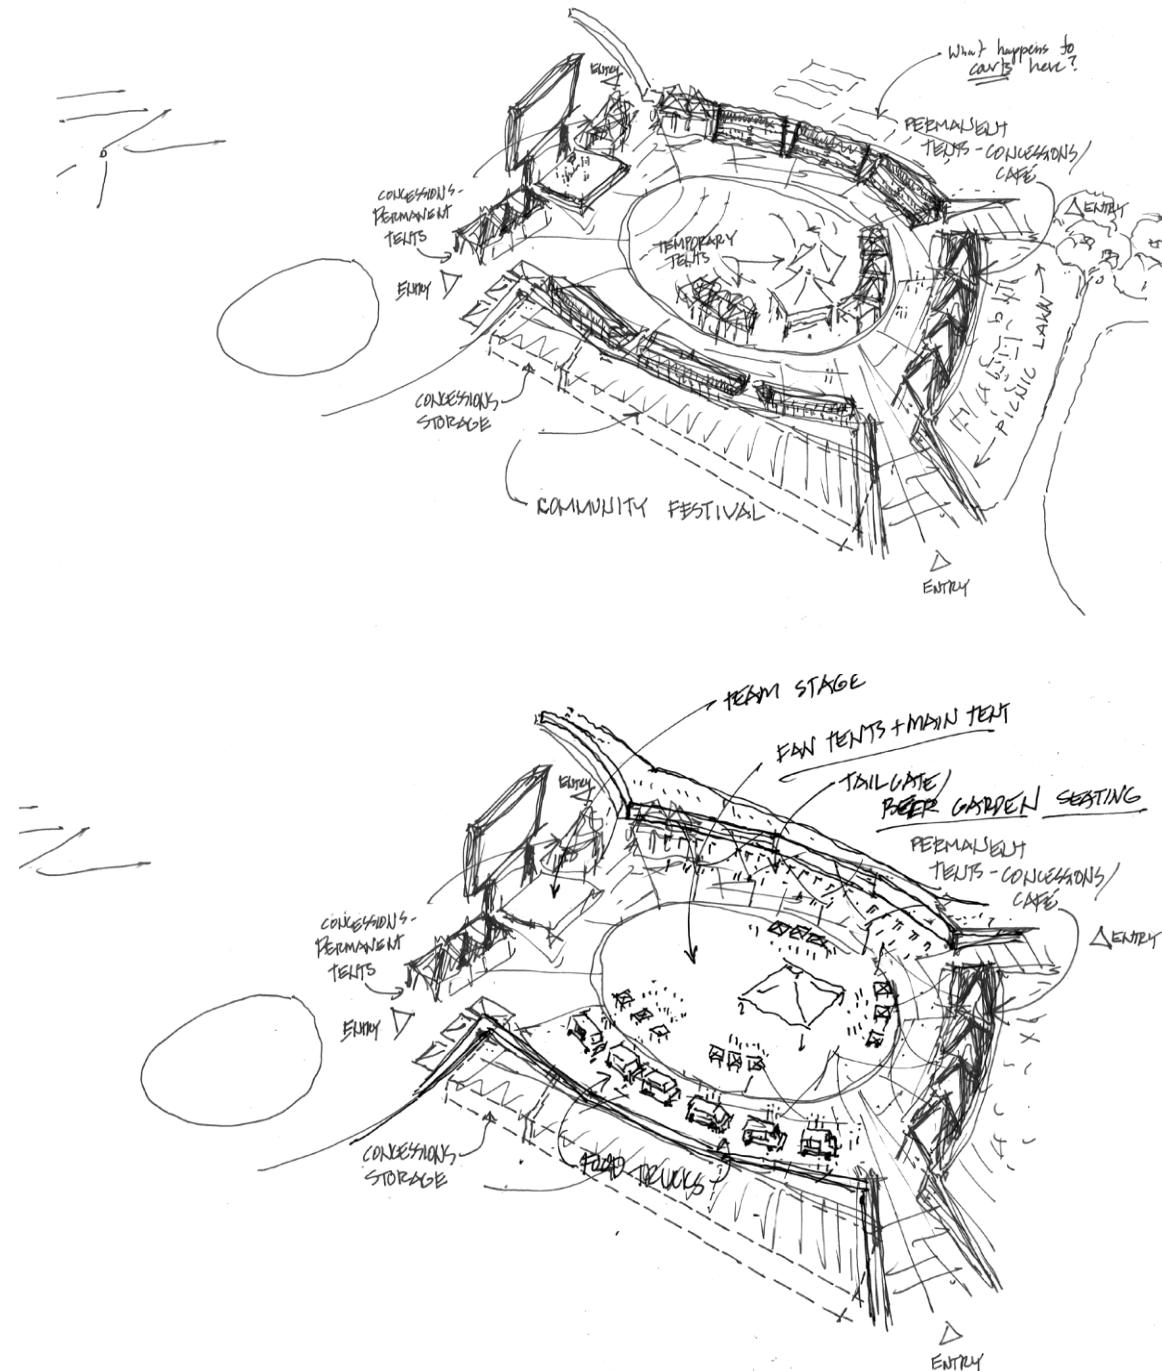 What happens to
carts here?
ENTRY
PERMANENT
TENTS - CONCESSIONS/
CAFÉ
CONCESSIONS -
PERMANENT
TENTS
ENTRY
TEMPORARY
TENTS
ENTRY
PICNIC LAWN
CONCESSIONS
STORAGE
COMMUNITY FESTIVAL
ENTRY
TEAM STAGE
FAN TENTS + MAIN TENT
TAILGATE/
BEER GARDEN SEATING
ENTRY
PERMANENT
TENTS - CONCESSIONS/
CAFÉ
CONCESSIONS -
PERMANENT
TENTS
ENTRY
ENTRY
CONCESSIONS
STORAGE
FOOD TRUCKS
ENTRY